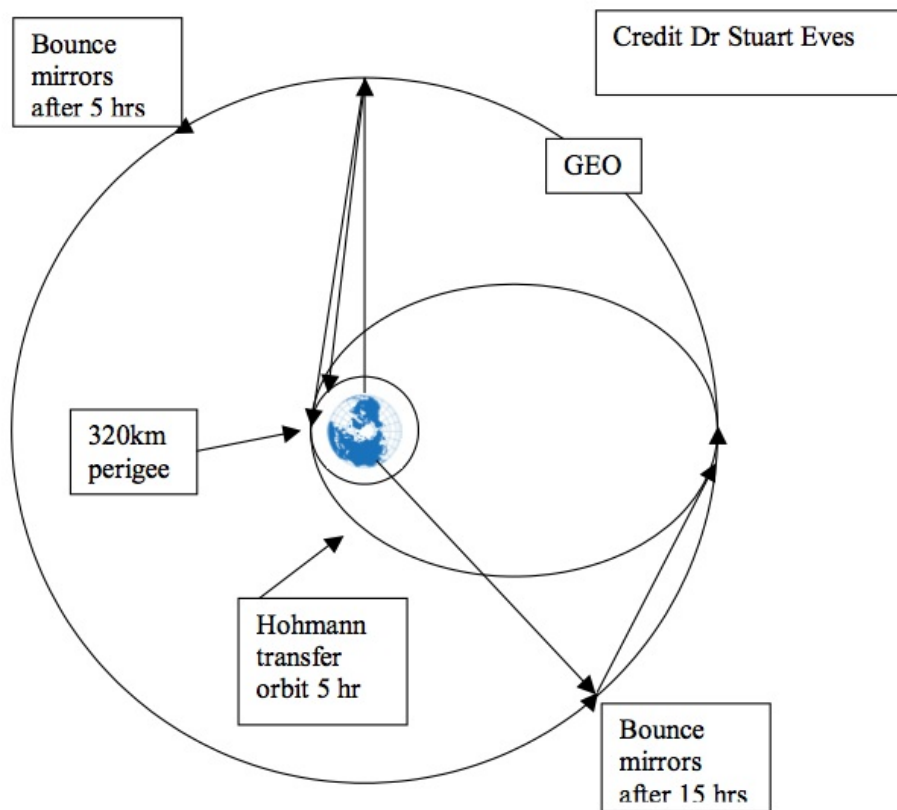 Bounce
mirrors
after 5 hrs
Credit Dr Stuart Eves
GEO
320km
perigee
Hohmann
transfer
orbit 5 hr
Bounce
mirrors
after 15 hrs